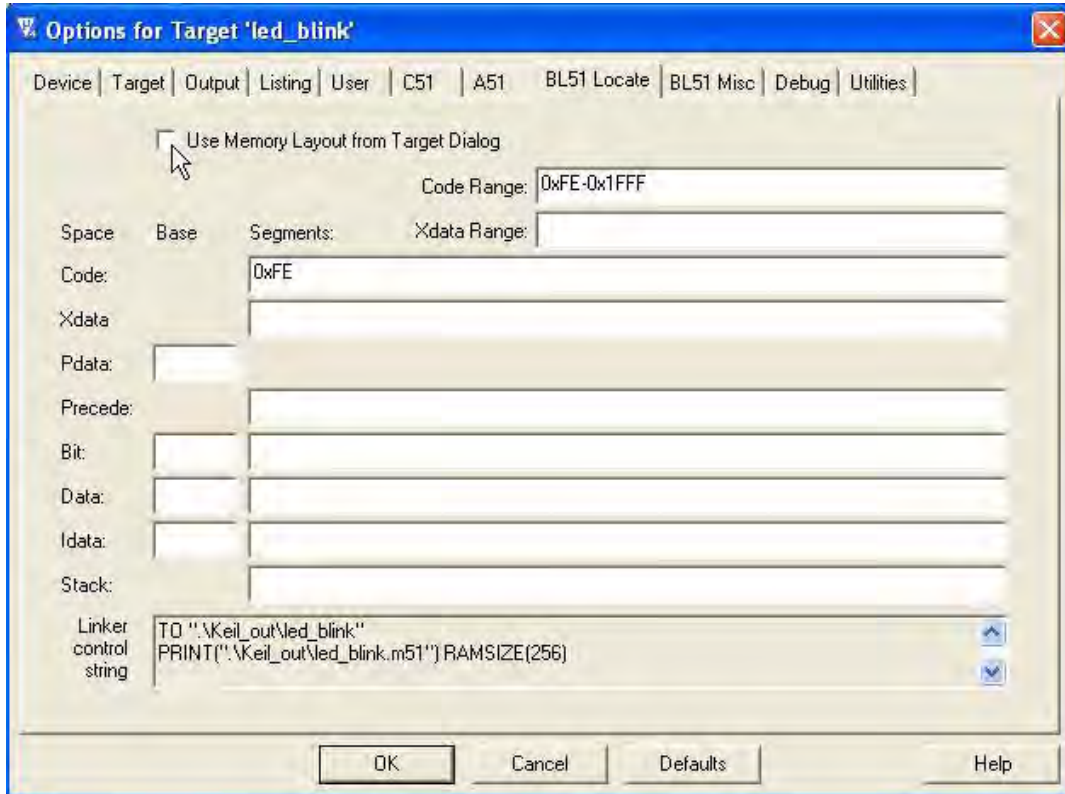 Options for Target 'led_blink'
Device Target Output Listing User C51 A51 BL51 Locate BL51 Misc Debug Utilities
Use Memory Layout from Target Dialog
Code Range: 0xFE-0x1FFF
Space Base Segments: Xdata Range:
Code: 0xFE
Xdata
Pdata:
Precede:
Bit:
Data:
Idata:
Stack:
Linker control string
TO ".\Keil_out\led_blink"
PRINT(".\Keil_out\led_blink.m51") RAMSIZE(256)
OK Cancel Defaults Help